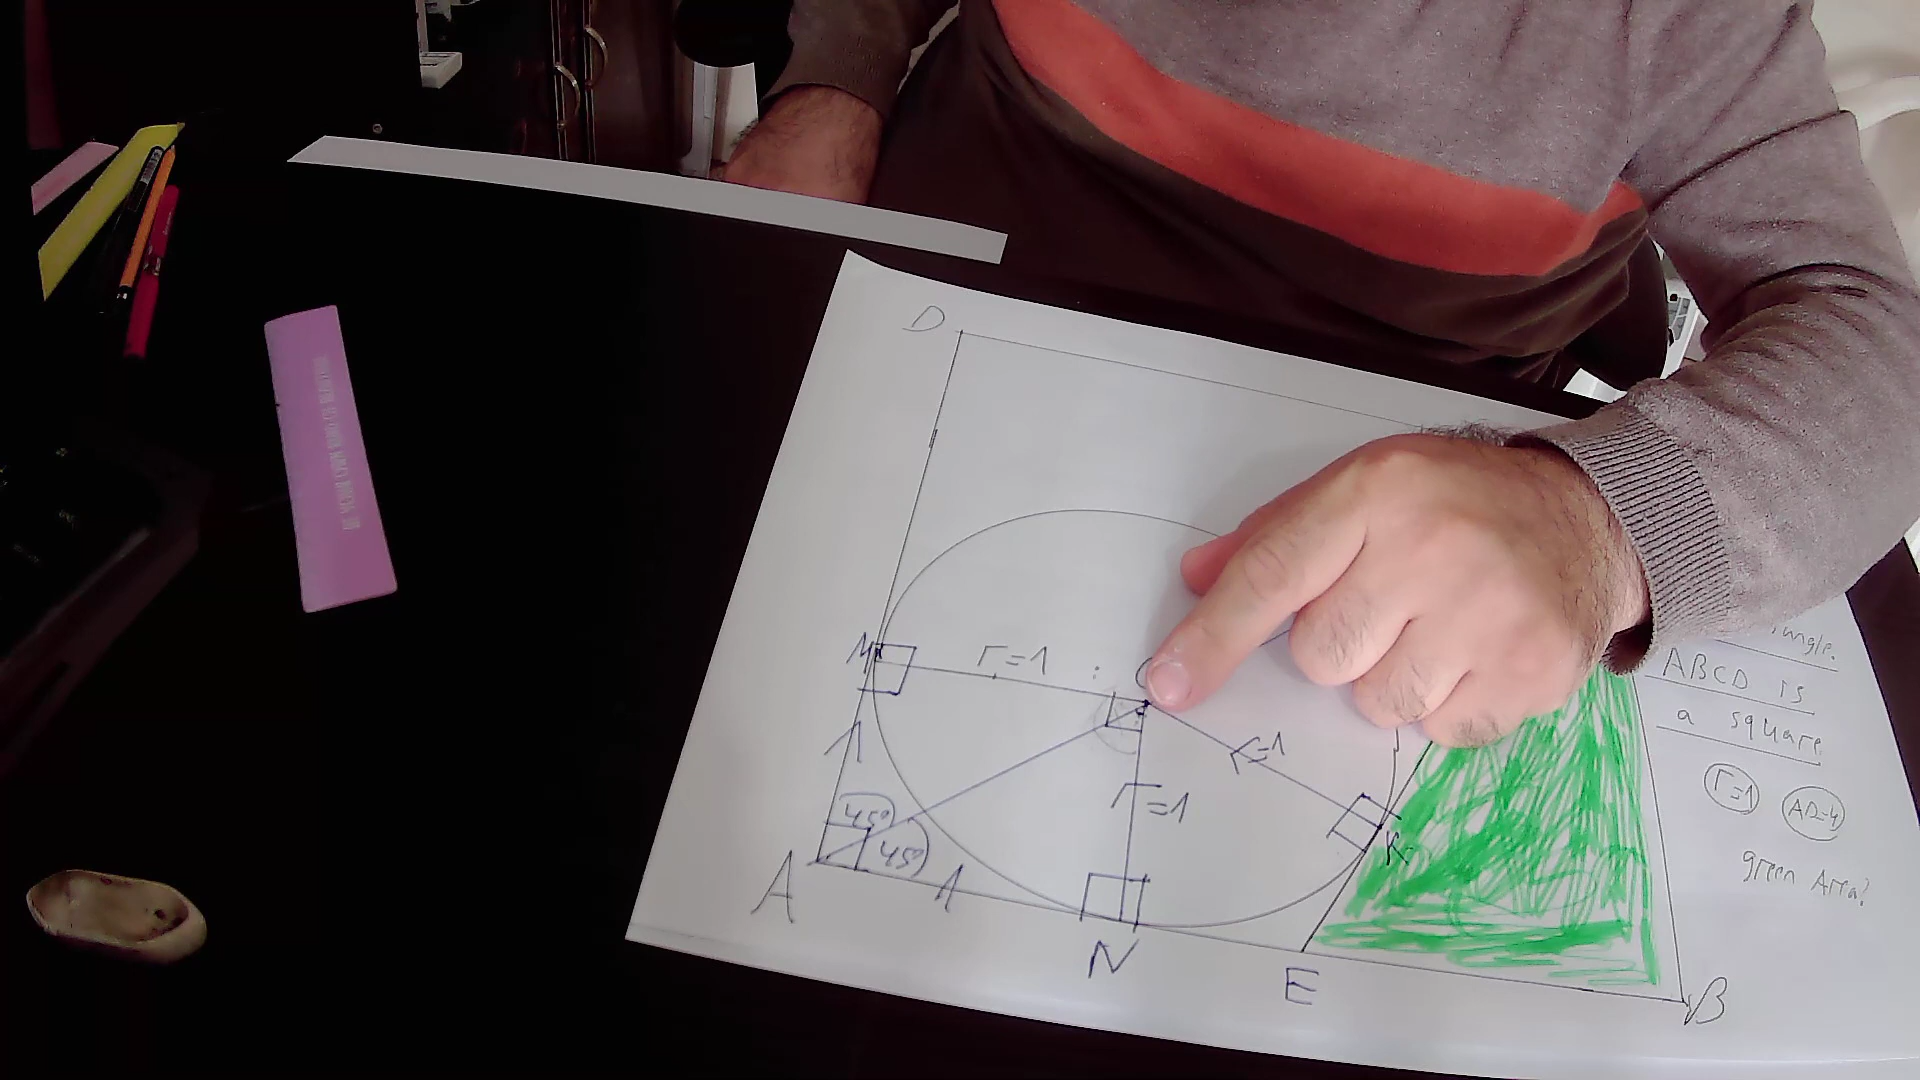 D
M
r=1
1
r=1
r=1
45°
45°
A
1
N
K
E
B
ABCD is
a square
r=1
AD=4
green Area?